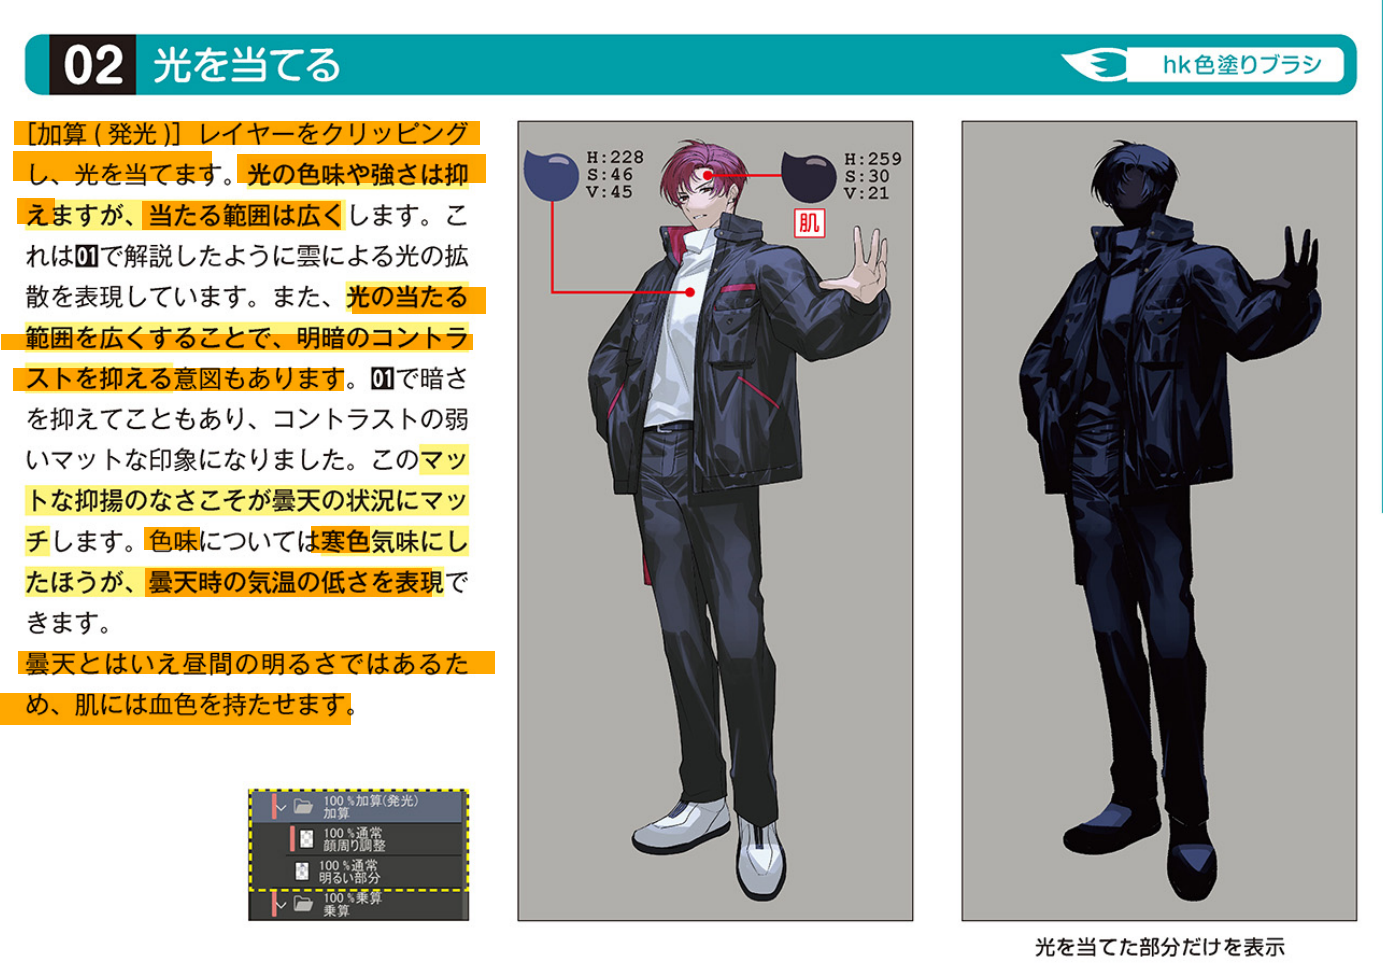 02 光を当てる
hk色塗りブラシ
［加算（発光）］レイヤーをクリッピング
し、光を当てます。光の色味や強さは抑
えますが、当たる範囲は広くします。こ
れは01で解説したように雲による光の拡
散を表現しています。また、光の当たる
範囲を広くすることで、明暗のコントラ
ストを抑える意図もあります。01で暗さ
を抑えてこともあり、コントラストの弱
いマットな印象になりました。このマッ
トな抑揚のなさこそが曇天の状況にマッ
チします。色味については寒色気味にし
たほうが、曇天時の気温の低さを表現で
きます。
曇天とはいえ昼間の明るさではあるた
め、肌には血色を持たせます。
100 %加算(発光)
加算
100 %通常
顔周り調整
100 %通常
明るい部分
100 %乗算
乗算
H:228
S:46
V:45
H:259
S:30
V:21
肌
光を当てた部分だけを表示